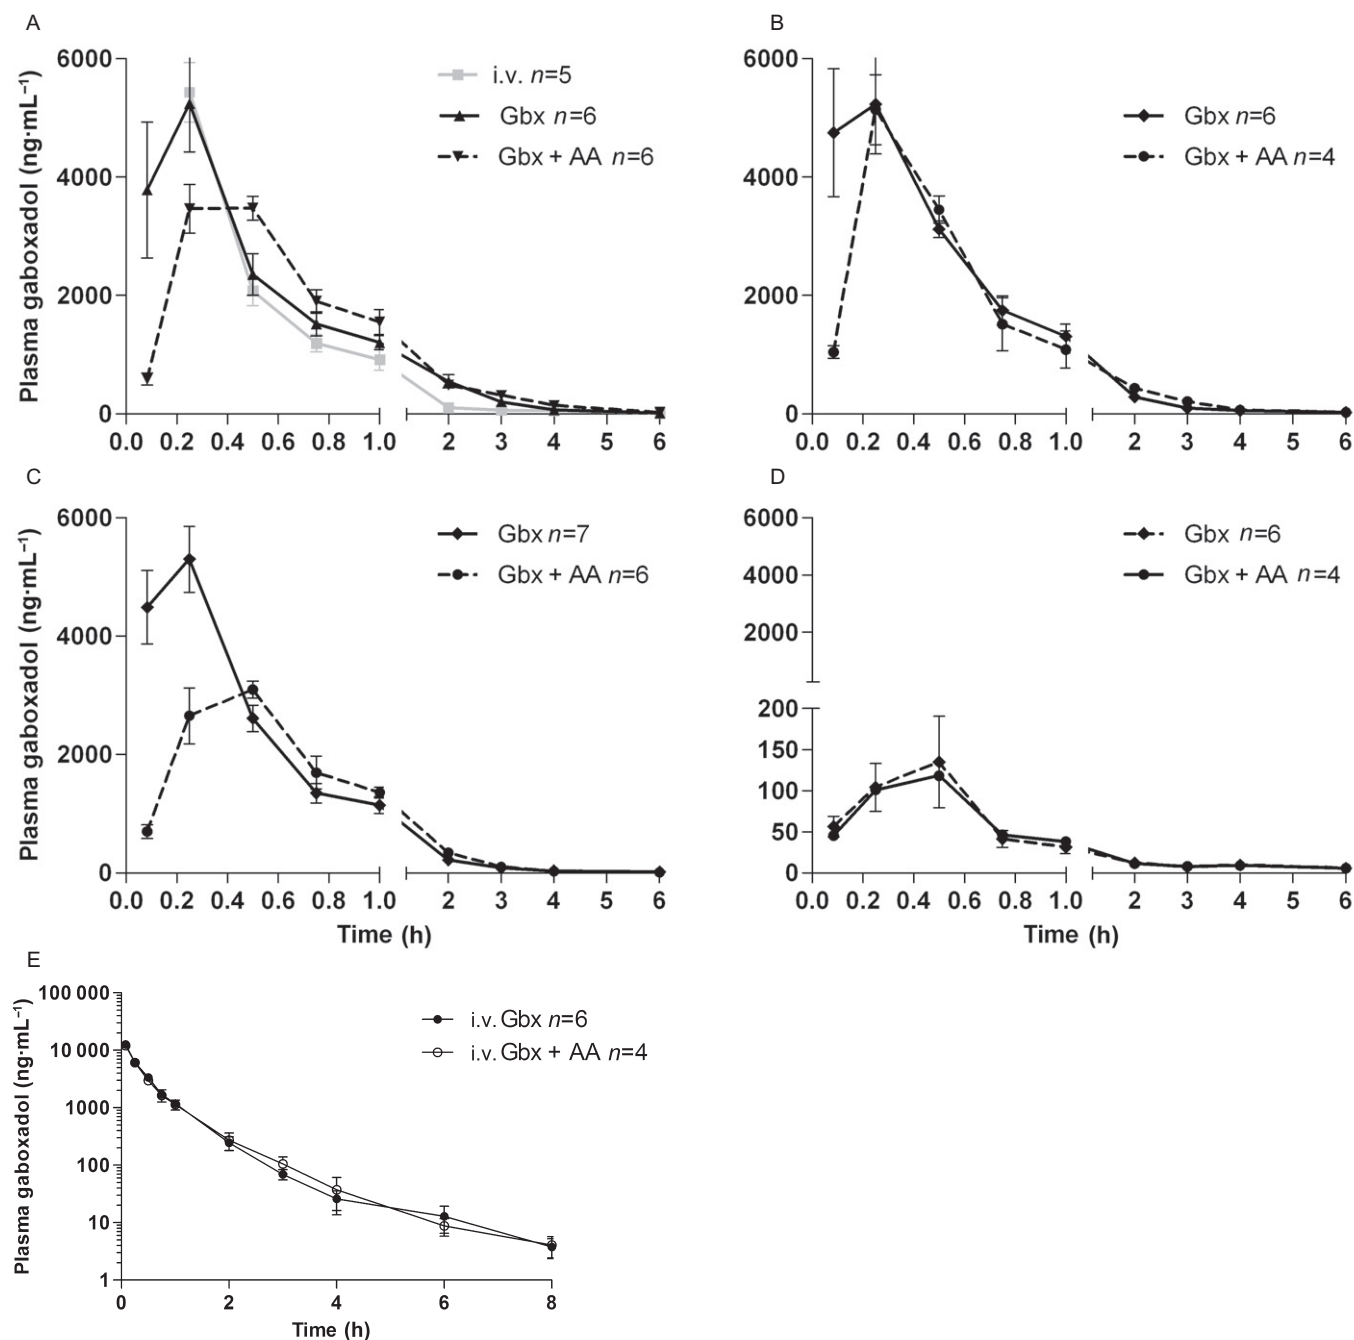 A
Plasma gaboxadol (ng·mL⁻¹)
6000
4000
2000
0
0.0 0.2 0.4 0.6 0.8 1.0 2 3 4 5 6
i.v. n=5
Gbx n=6
Gbx + AA n=6
B
6000
4000
2000
0
0.0 0.2 0.4 0.6 0.8 1.0 2 3 4 5 6
Gbx n=6
Gbx + AA n=4
C
Plasma gaboxadol (ng·mL⁻¹)
6000
4000
2000
0
0.0 0.2 0.4 0.6 0.8 1.0 2 3 4 5 6
Time (h)
Gbx n=7
Gbx + AA n=6
D
6000
4000
2000
200
150
100
50
0
0.0 0.2 0.4 0.6 0.8 1.0 2 3 4 5 6
Time (h)
Gbx n=6
Gbx + AA n=4
E
Plasma gaboxadol (ng·mL⁻¹)
100 000
10 000
1000
100
10
1
0 2 4 6 8
Time (h)
i.v. Gbx n=6
i.v. Gbx + AA n=4